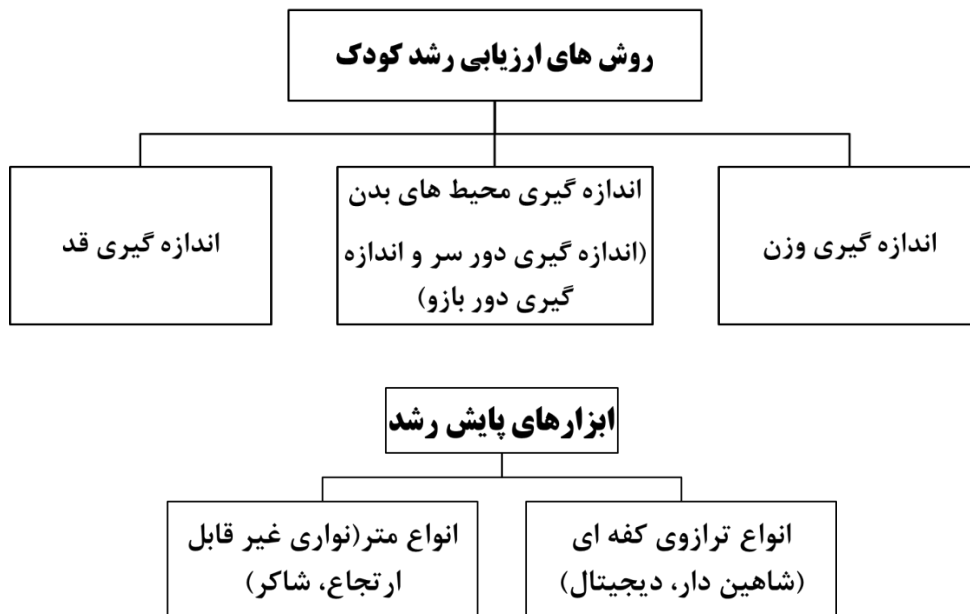 روش های ارزیابی رشد کودک
اندازه گیری وزن
اندازه گیری محیط های بدن
(اندازه گیری دور سر و اندازه
گیری دور بازو)
اندازه گیری قد
ابزارهای پایش رشد
انواع ترازوی کفه ای
(شاهین دار، دیجیتال)
انواع متر(نواری غیر قابل
ارتجاع، شاکر)